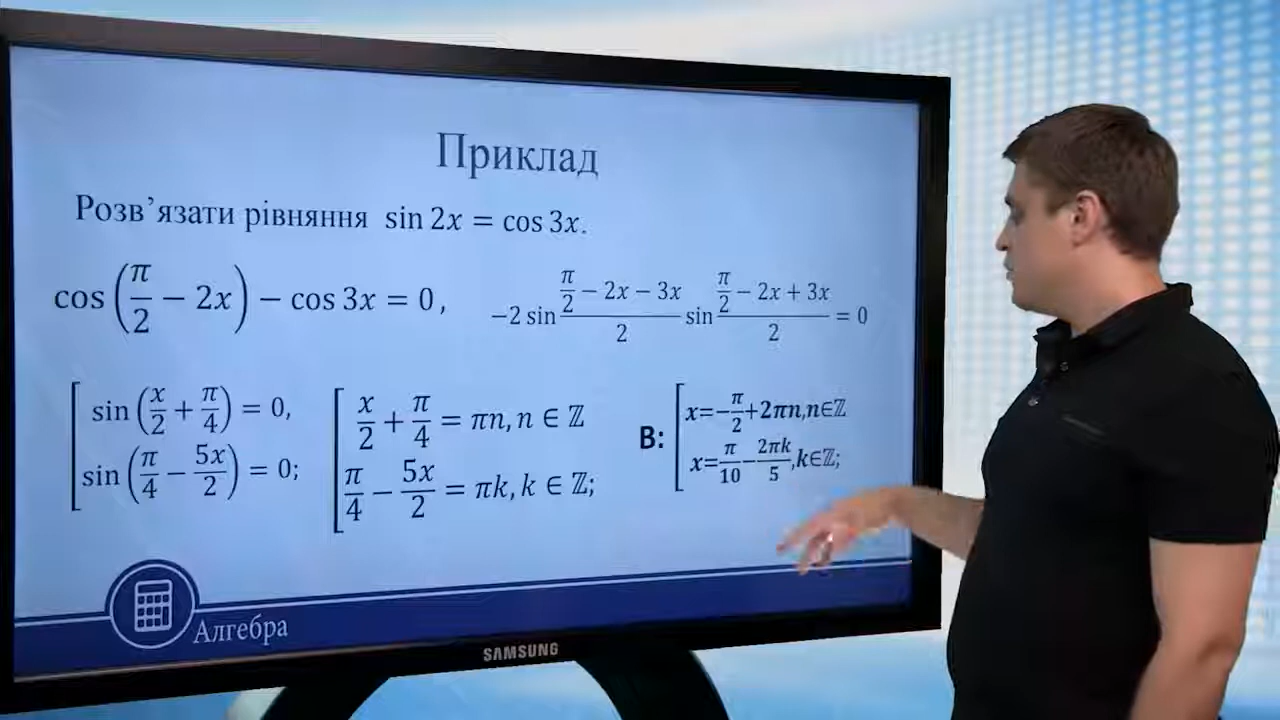 Приклад
Розв’язати рівняння sin 2x = cos 3x.
cos(π/2 − 2x) − cos 3x = 0, −2 sin (π/2 − 2x − 3x)/2 sin (π/2 − 2x + 3x)/2 = 0
[ sin(x/2 + π/4) = 0,
sin(π/4 − 5x/2) = 0;
[ x/2 + π/4 = πn, n ∈ ℤ
π/4 − 5x/2 = πk, k ∈ ℤ;
В: [ x=−π/2+2πn,n∈ℤ
x=π/10−2πk/5,k∈ℤ;
Алгебра
SAMSUNG